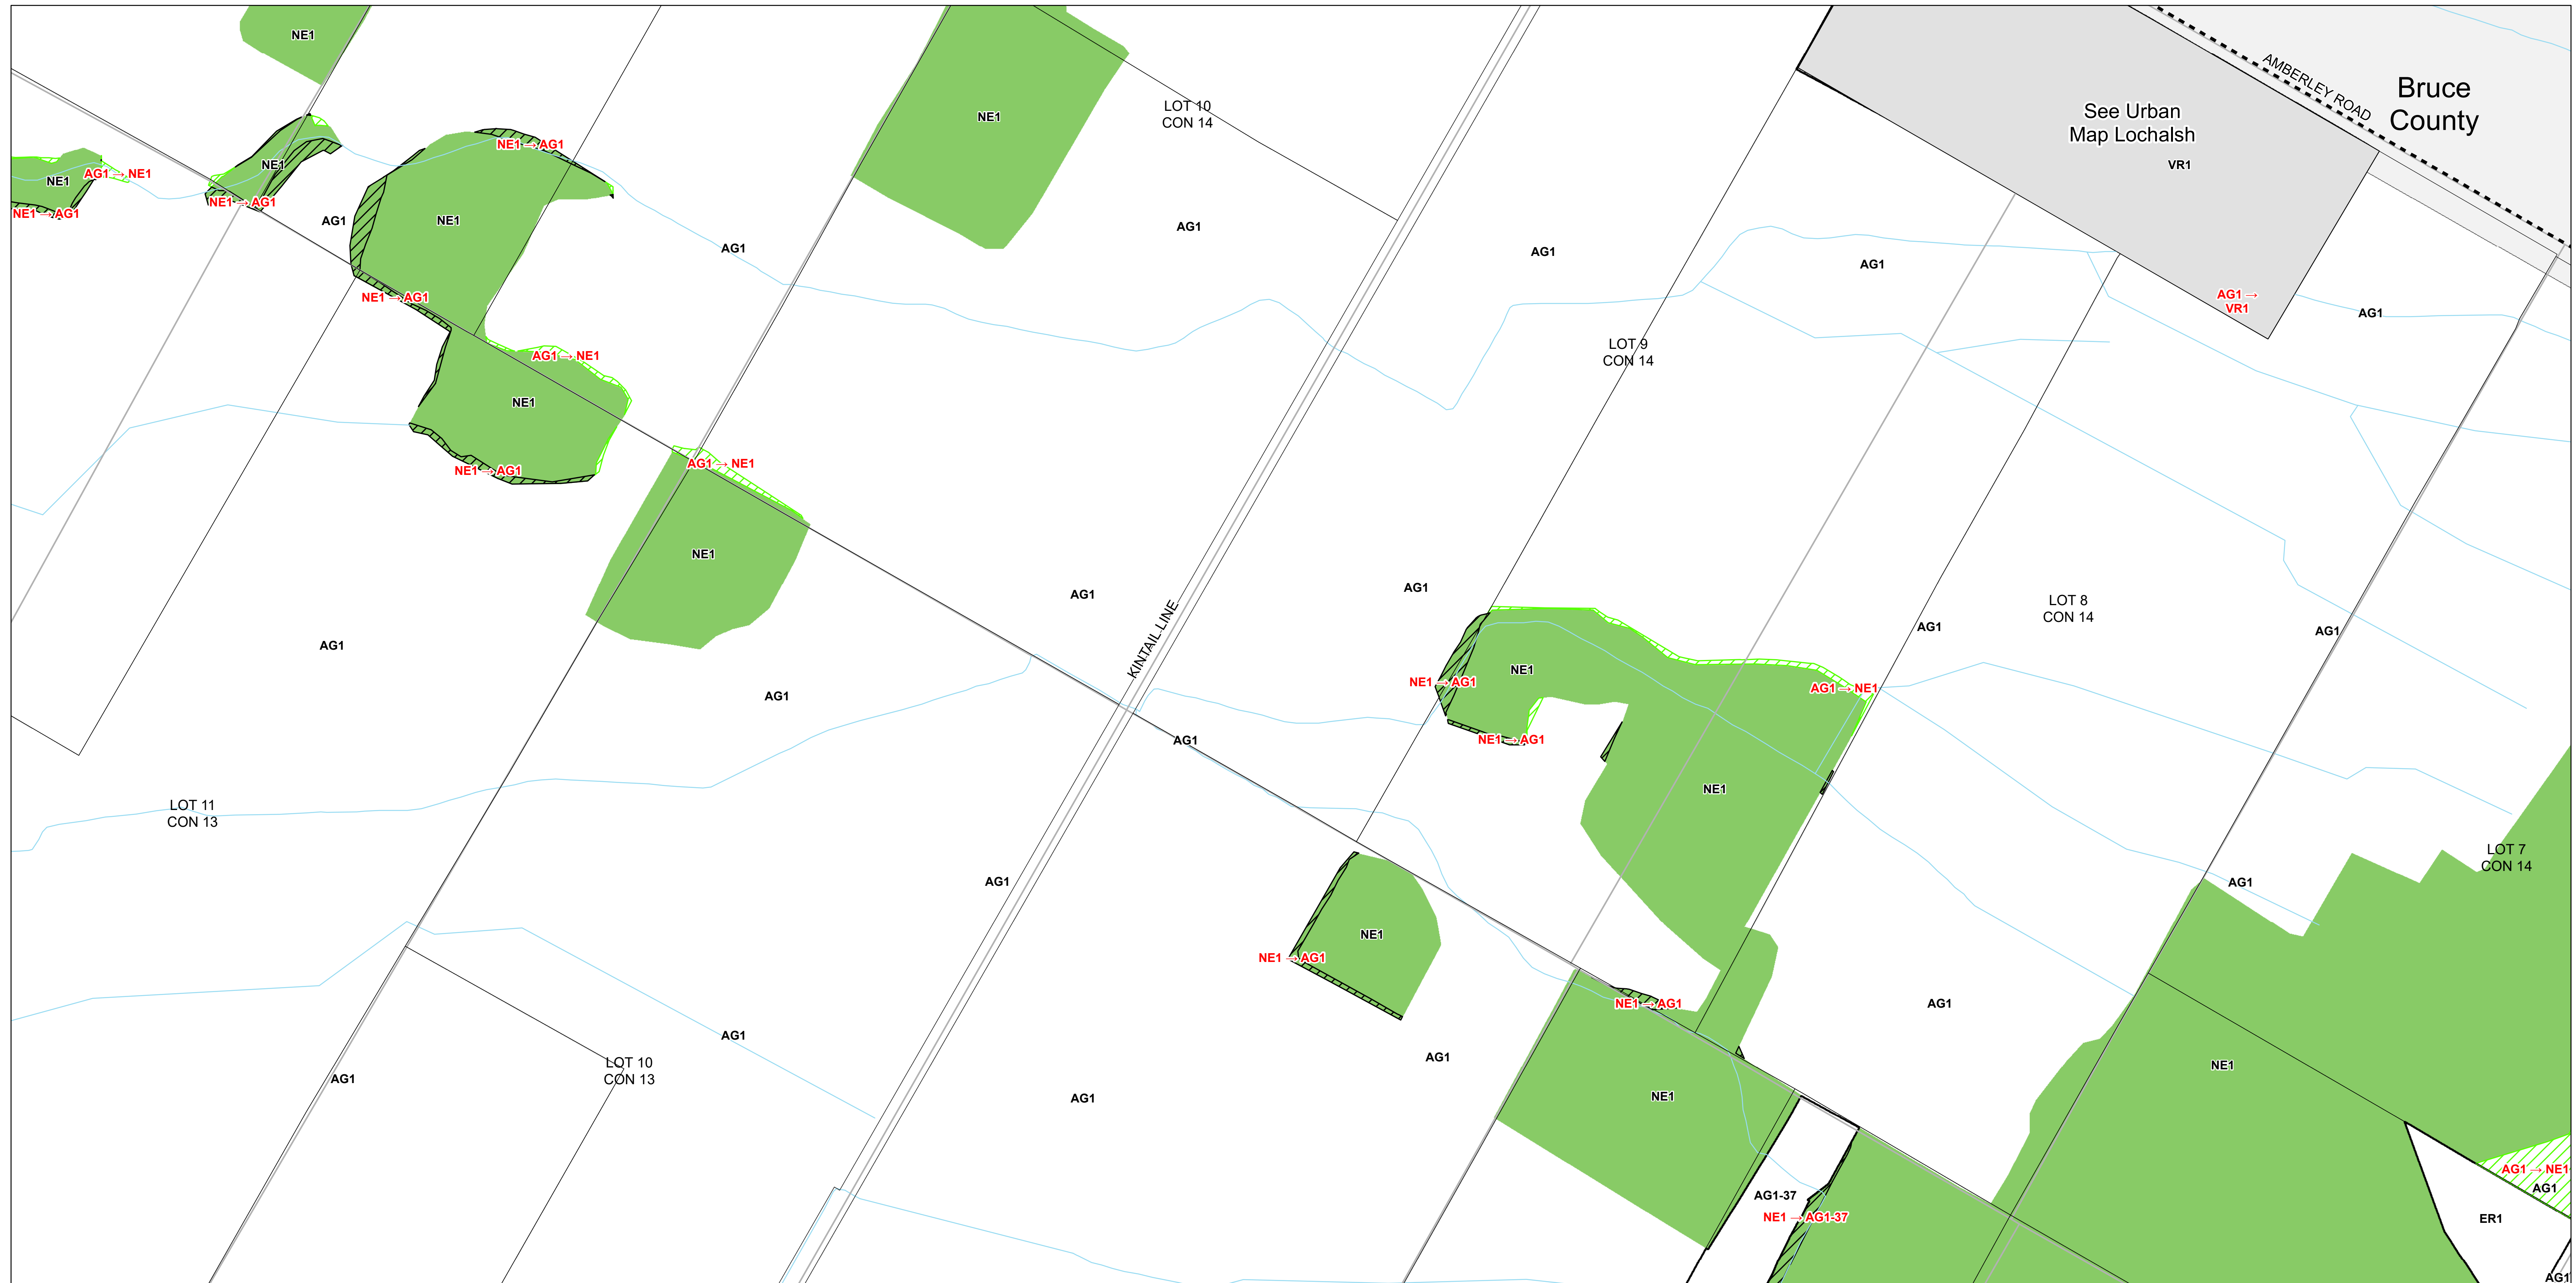 NE1
AMBERLEY ROAD
Bruce
County
LOT 10
CON 14
NE1
See Urban
Map Lochalsh
VR1
NE1 → AG1
NE1
NE1
AG1 → NE1
NE1 → AG1
NE1 → AG1
AG1
NE1
AG1
AG1
AG1
AG1
AG1 →
VR1
AG1
NE1 → AG1
LOT 9
CON 14
AG1 → NE1
NE1
NE1 → AG1
AG1 → NE1
NE1
AG1
AG1
KINTAIL LINE
LOT 8
CON 14
AG1
AG1
AG1
AG1
NE1
NE1 → AG1
AG1 → NE1
AG1
NE1 → AG1
NE1
LOT 11
CON 13
LOT 7
CON 14
AG1
AG1
NE1
NE1 → AG1
NE1 → AG1
AG1
AG1
LOT 10
CON 13
AG1
AG1
NE1
AG1
NE1
AG1 → NE1
AG1
AG1-37
NE1 → AG1-37
ER1
AG1